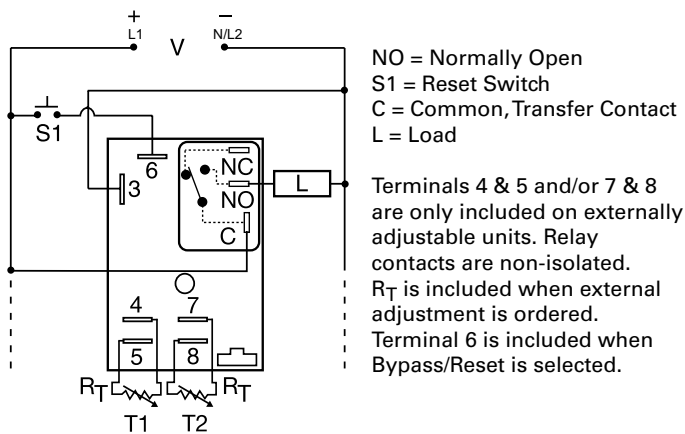 +
L1
V
–
N/L2
S1
6
3
NC
NO
C
L
4
7
5
8
RT
RT
T1
T2
NO = Normally Open
S1 = Reset Switch
C = Common, Transfer Contact
L = Load
Terminals 4 & 5 and/or 7 & 8
are only included on externally
adjustable units. Relay
contacts are non-isolated.
RT is included when external
adjustment is ordered.
Terminal 6 is included when
Bypass/Reset is selected.